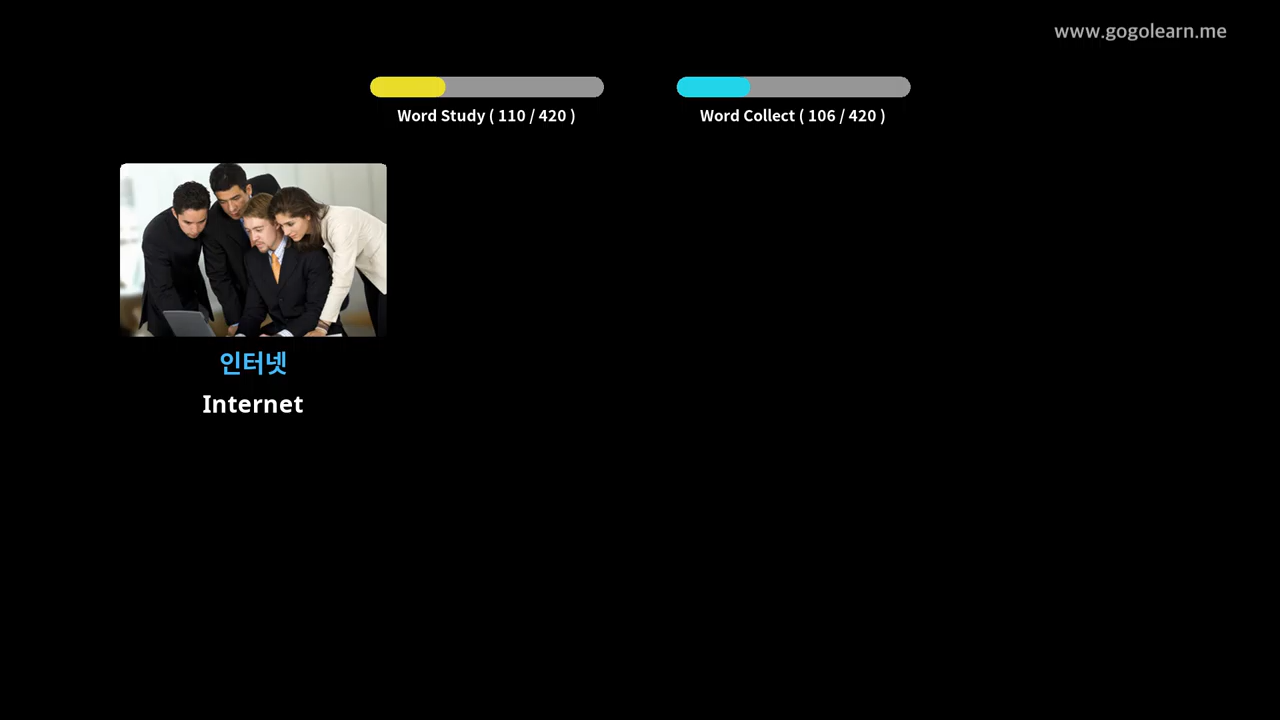 www.gogolearn.me
Word Study ( 110 / 420 )
Word Collect ( 106 / 420 )
인터넷
Internet